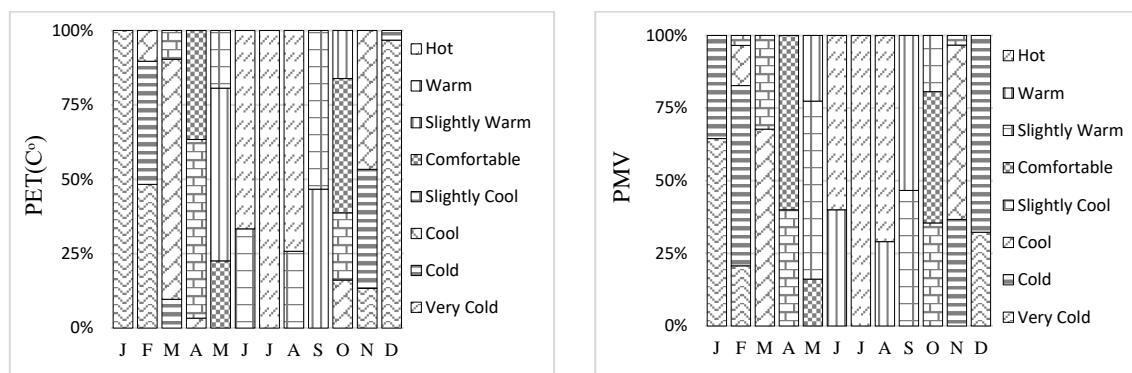 100%
75%
50%
25%
0%
PET(C°)
J F M A M J J A S O N D
Hot
Warm
Slightly Warm
Comfortable
Slightly Cool
Cool
Cold
Very Cold
100%
75%
50%
25%
0%
PMV
J F M A M J J A S O N D
Hot
Warm
Slightly Warm
Comfortable
Slightly Cool
Cool
Cold
Very Cold